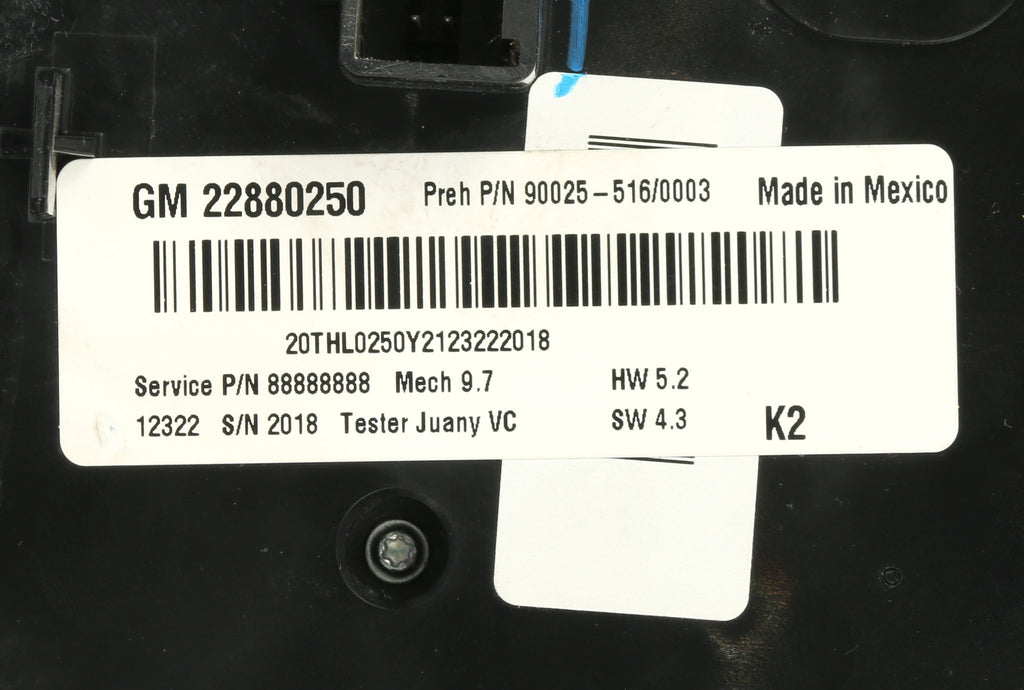 GM 22880250 Preh P/N 90025-516/0003 Made in Mexico
20THL0250Y2123222018
Service P/N 88888888 Mech 9.7 HW 5.2
12322 S/N 2018 Tester Juany VC SW 4.3 K2